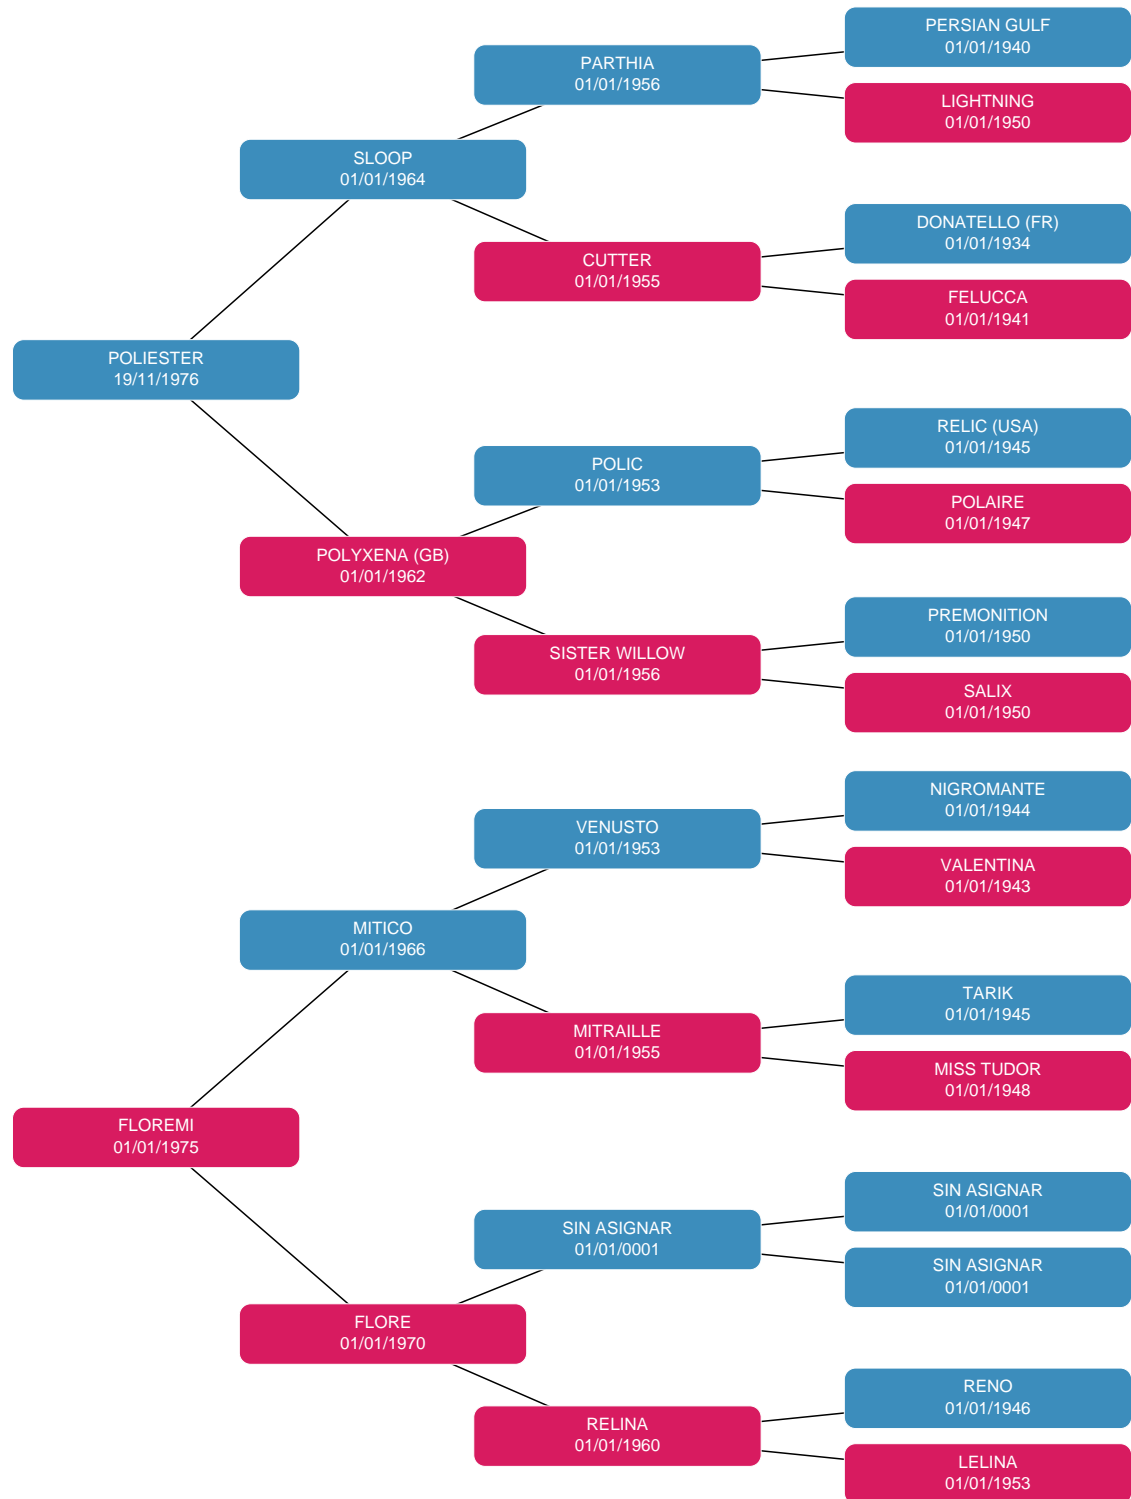 PERSIAN GULF
01/01/1940
PARTHIA
01/01/1956
LIGHTNING
01/01/1950
SLOOP
01/01/1964
DONATELLO (FR)
01/01/1934
CUTTER
01/01/1955
FELUCCA
01/01/1941
POLIESTER
19/11/1976
RELIC (USA)
01/01/1945
POLIC
01/01/1953
POLAIRE
01/01/1947
POLYXENA (GB)
01/01/1962
PREMONITION
01/01/1950
SISTER WILLOW
01/01/1956
SALIX
01/01/1950
NIGROMANTE
01/01/1944
VENUSTO
01/01/1953
VALENTINA
01/01/1943
MITICO
01/01/1966
TARIK
01/01/1945
MITRAILLE
01/01/1955
MISS TUDOR
01/01/1948
FLOREMI
01/01/1975
SIN ASIGNAR
01/01/0001
SIN ASIGNAR
01/01/0001
SIN ASIGNAR
01/01/0001
FLORE
01/01/1970
RENO
01/01/1946
RELINA
01/01/1960
LELINA
01/01/1953